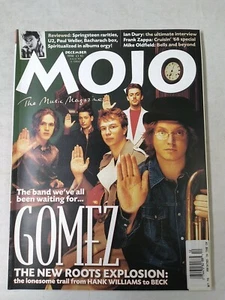 Reviewed: Springsteen rarities,
U2, Paul Weller, Bacharach box,
Spiritualized in albums orgy!
Ian Dury: the ultimate interview
Frank Zappa: Cruisin' '66 special
Mike Oldfield: Bells and beyond
DECEMBER
MOJO
The Music Magazine
The band we've all
been waiting for...
GOMEZ
THE NEW ROOTS EXPLOSION:
the lonesome trail from HANK WILLIAMS to BECK